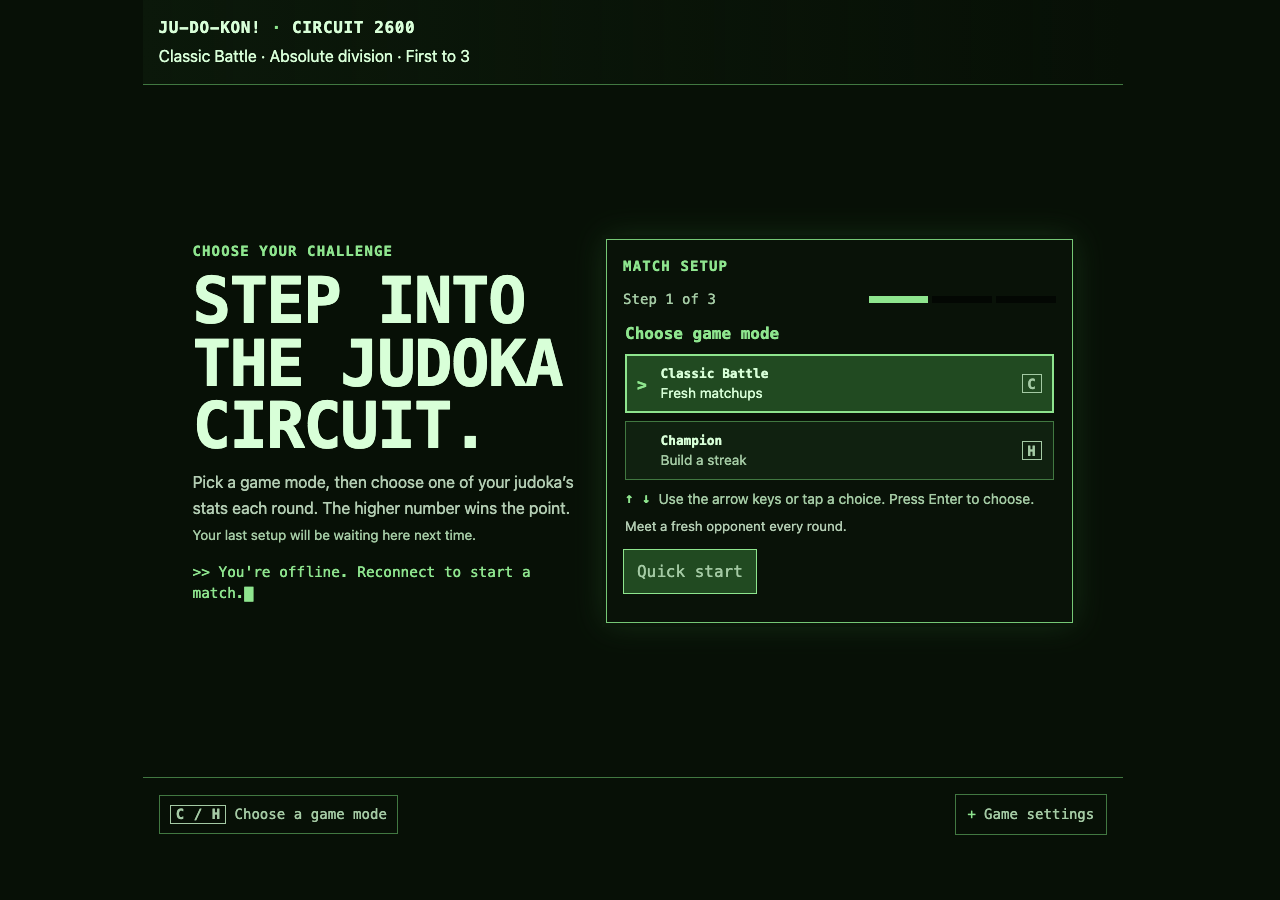 JU-DO-KON! · CIRCUIT 2600
Classic Battle · Absolute division · First to 3
CHOOSE YOUR CHALLENGE
STEP INTO
THE JUDOKA
CIRCUIT.
Pick a game mode, then choose one of your judoka’s
stats each round. The higher number wins the point.
Your last setup will be waiting here next time.
>> You're offline. Reconnect to start a
match.
MATCH SETUP
Step 1 of 3
Choose game mode
> Classic Battle
Fresh matchups
C
Champion
Build a streak
H
↑ ↓ Use the arrow keys or tap a choice. Press Enter to choose.
Meet a fresh opponent every round.
Quick start
C / H Choose a game mode
+ Game settings